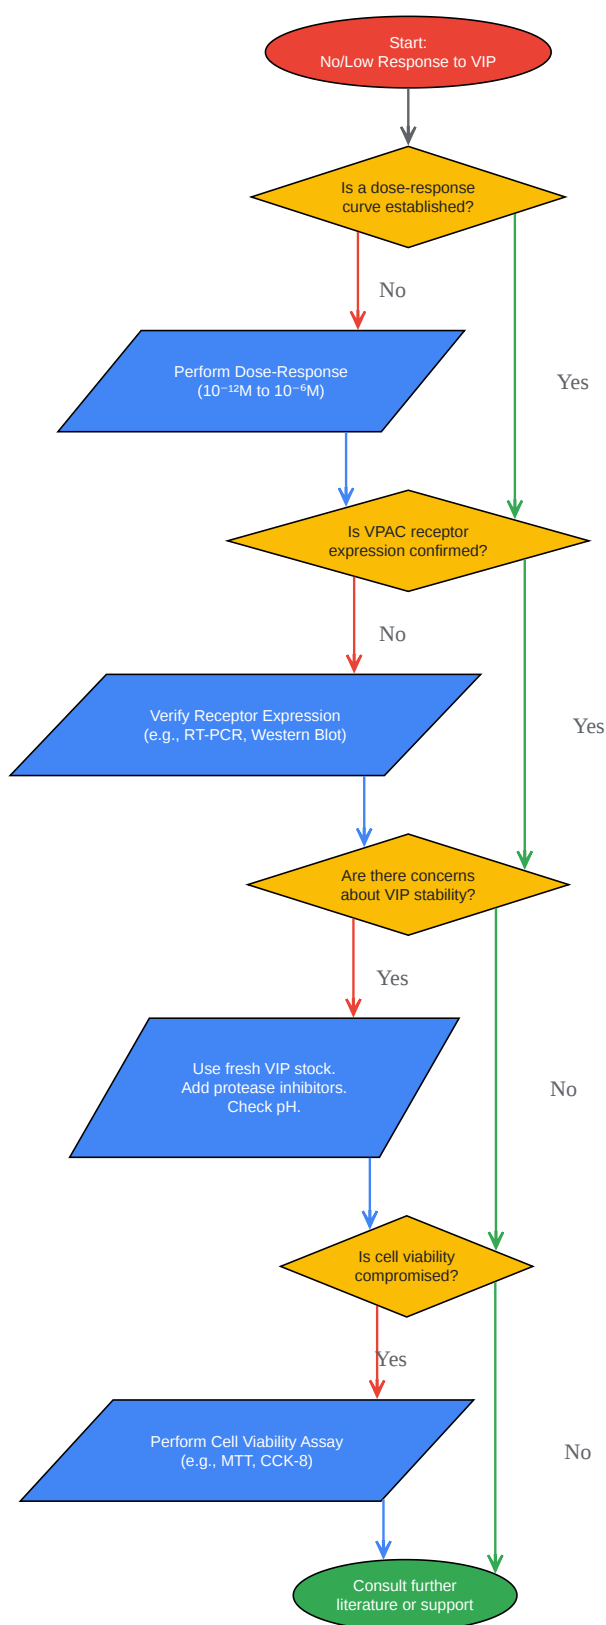 Start:
No/Low Response to VIP
Is a dose-response
curve established?
No
Yes
Perform Dose-Response
(10⁻¹²M to 10⁻⁶M)
Is VPAC receptor
expression confirmed?
No
Yes
Verify Receptor Expression
(e.g., RT-PCR, Western Blot)
Are there concerns
about VIP stability?
Yes
No
Use fresh VIP stock.
Add protease inhibitors.
Check pH.
Is cell viability
compromised?
Yes
No
Perform Cell Viability Assay
(e.g., MTT, CCK-8)
Consult further
literature or support